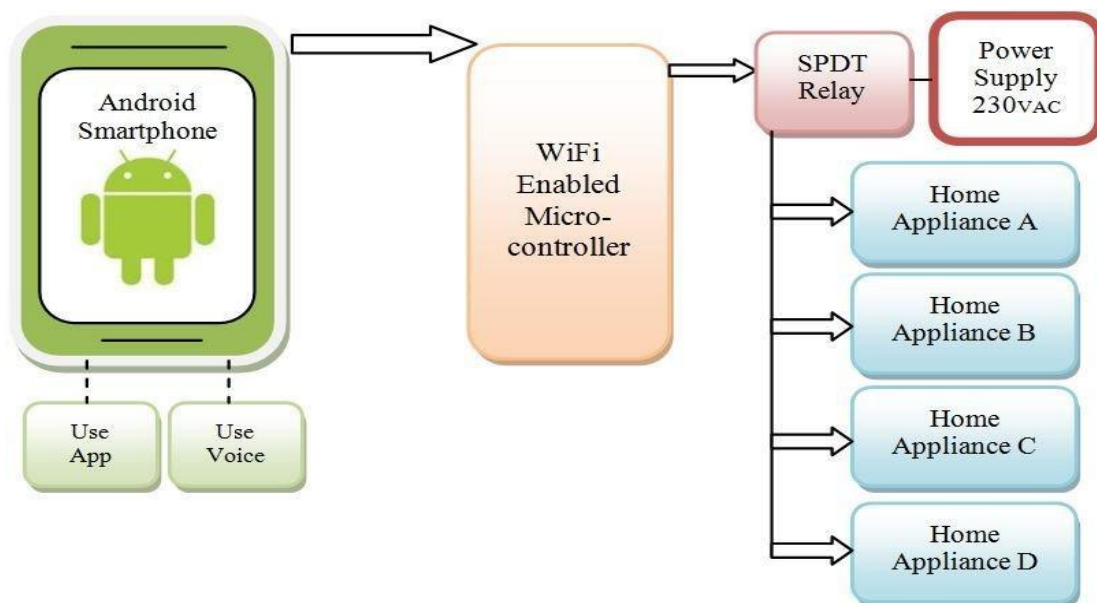 Android
Smartphone
Use
App
Use
Voice
WiFi
Enabled
Micro-
controller
SPDT
Relay
Power
Supply
230VAC
Home
Appliance A
Home
Appliance B
Home
Appliance C
Home
Appliance D